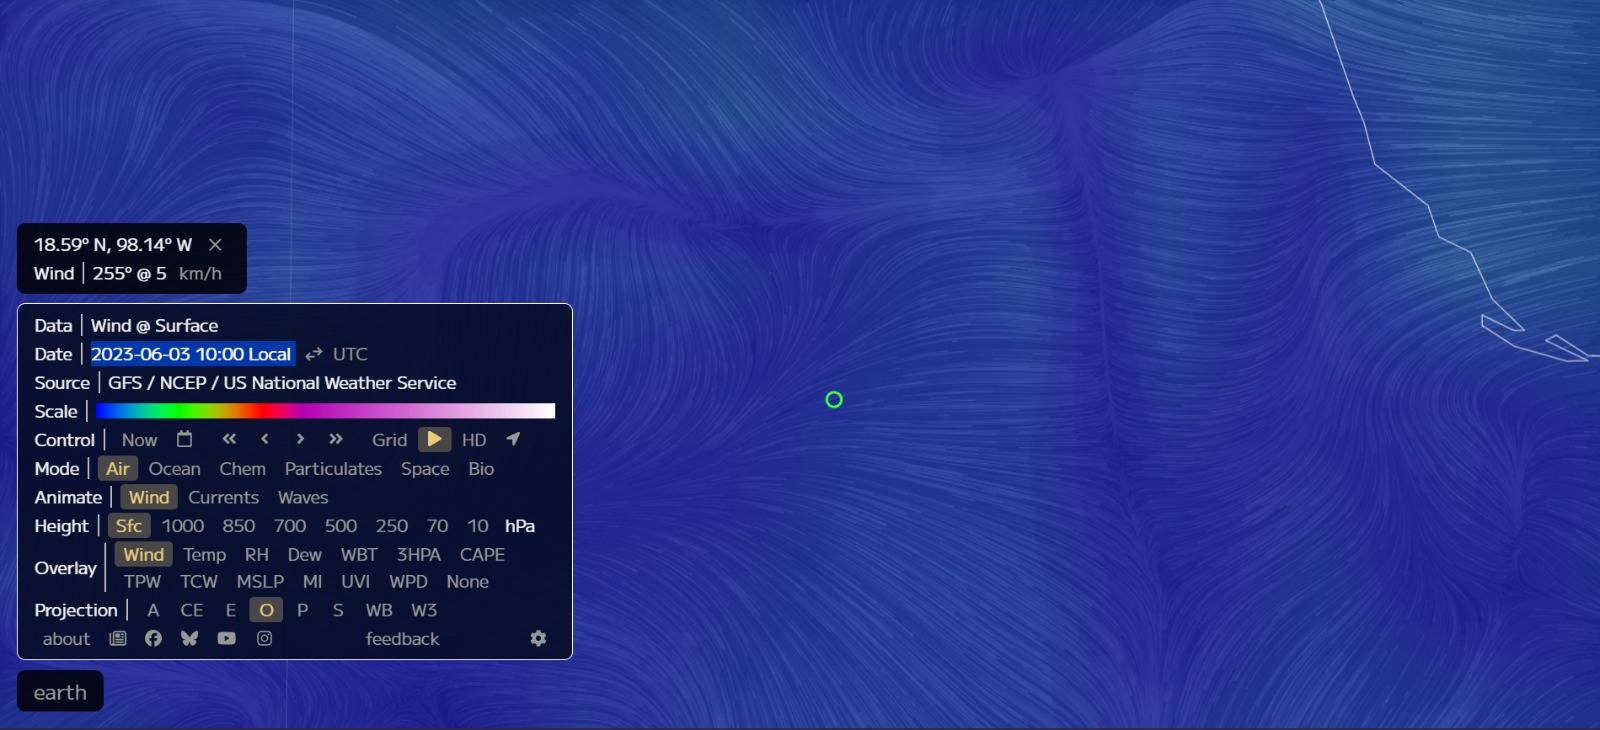 18.59° N, 98.14° W ×
Wind | 255° @ 5 km/h
Data | Wind @ Surface
Date | 2023-06-03 10:00 Local ⇄ UTC
Source | GFS / NCEP / US National Weather Service
Scale |
Control | Now « ‹ › » Grid HD
Mode | Air Ocean Chem Particulates Space Bio
Animate | Wind Currents Waves
Height | Sfc 1000 850 700 500 250 70 10 hPa
Overlay | Wind Temp RH Dew WBT 3HPA CAPE
TPW TCW MSLP MI UVI WPD None
Projection | A CE E O P S WB W3
about feedback
earth